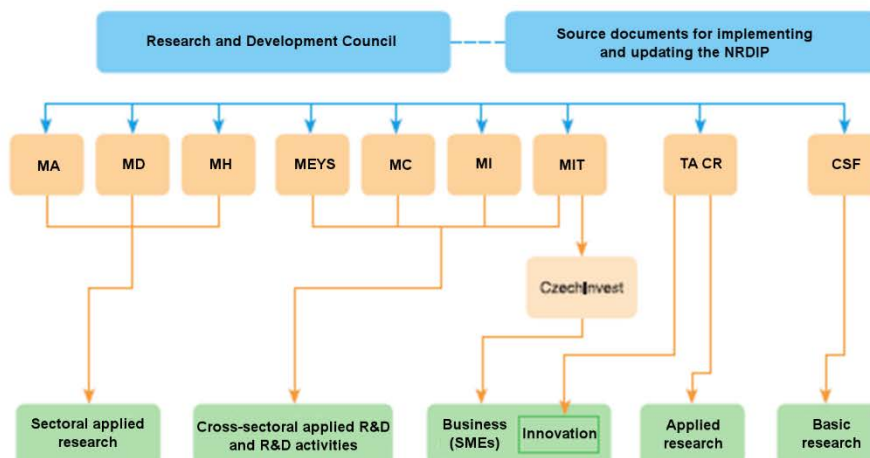 Research and Development Council
Source documents for implementing
and updating the NRDIP
MA
MD
MH
MEYS
MC
MI
MIT
TA CR
CSF
CzechInvest
Sectoral applied
research
Cross-sectoral applied R&D
and R&D activities
Business
(SMEs)
Innovation
Applied
research
Basic
research